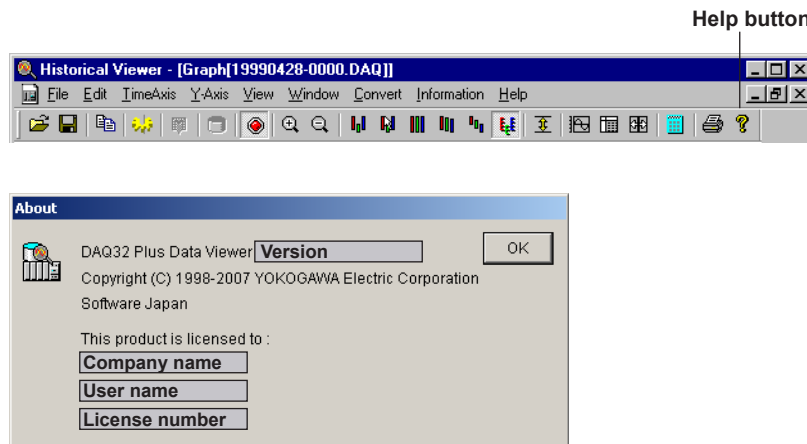 Help button
Historical Viewer - [Graph[19990428-0000.DAQ]]
File Edit TimeAxis Y-Axis View Window Convert Information Help
About
DAQ32 Plus Data Viewer Version
OK
Copyright (C) 1998-2007 YOKOGAWA Electric Corporation
Software Japan
This product is licensed to :
Company name
User name
License number